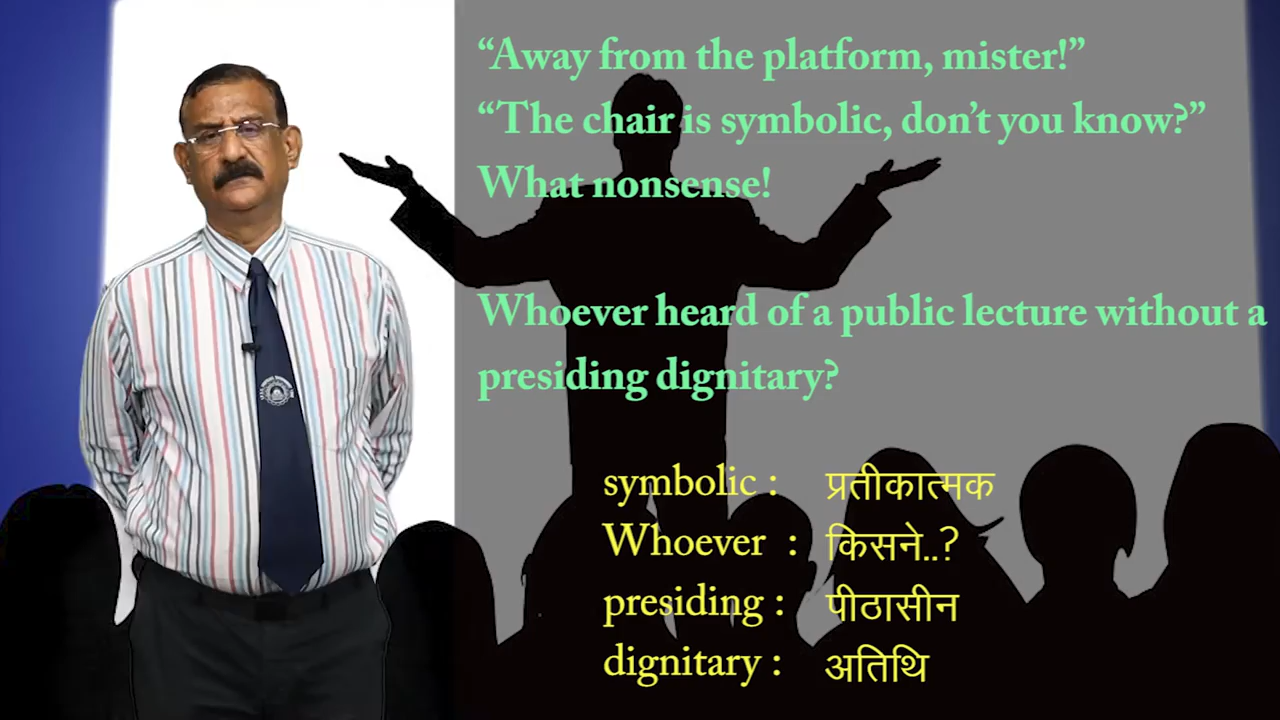 “Away from the platform, mister!”
“The chair is symbolic, don’t you know?”
What nonsense!
Whoever heard of a public lecture without a
presiding dignitary?
symbolic : प्रतीकात्मक
Whoever : किसने..?
presiding : पीठासीन
dignitary : अतिथि